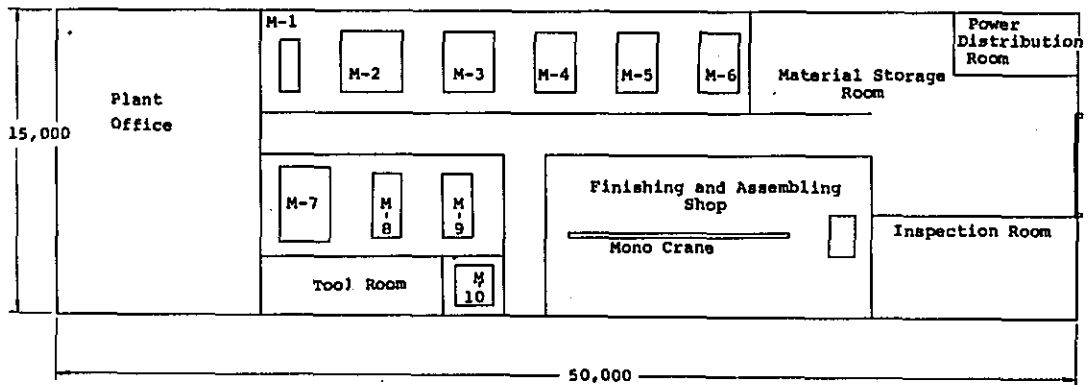 M-1
Power
Distribution
Room
M-2
M-3
M-4
M-5
M-6
Material Storage
Room
Plant
Office
15,000
Finishing and Assembling
Shop
M-7
M-8
M-9
Mono Crane
Inspection Room
Tool Room
M-10
50,000